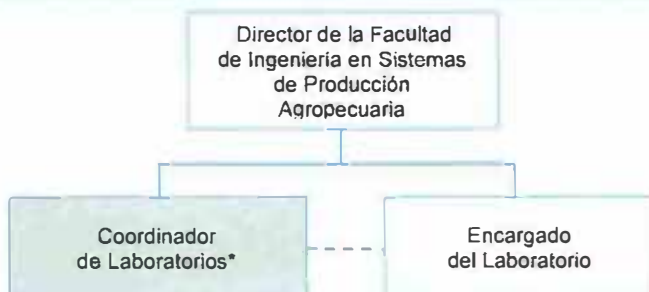 Director de la Facultad
de Ingeniería en Sistemas
de Producción
Agropecuaria
Coordinador
de Laboratorios*
Encargado
del Laboratorio